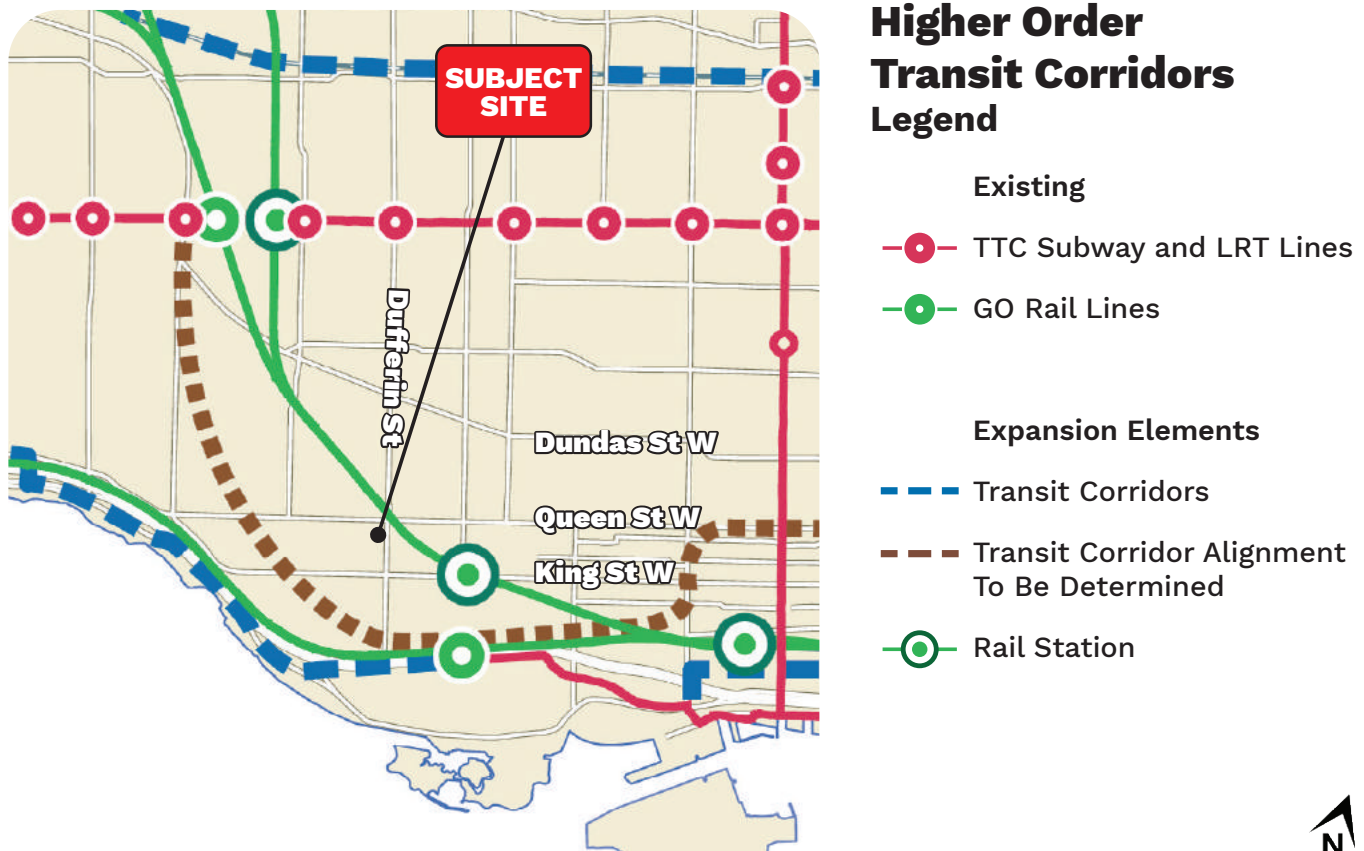 SUBJECT
SITE
Dufferin St
Dundas St W
Queen St W
King St W
Higher Order
Transit Corridors
Legend
Existing
TTC Subway and LRT Lines
GO Rail Lines
Expansion Elements
Transit Corridors
Transit Corridor Alignment
To Be Determined
Rail Station
N